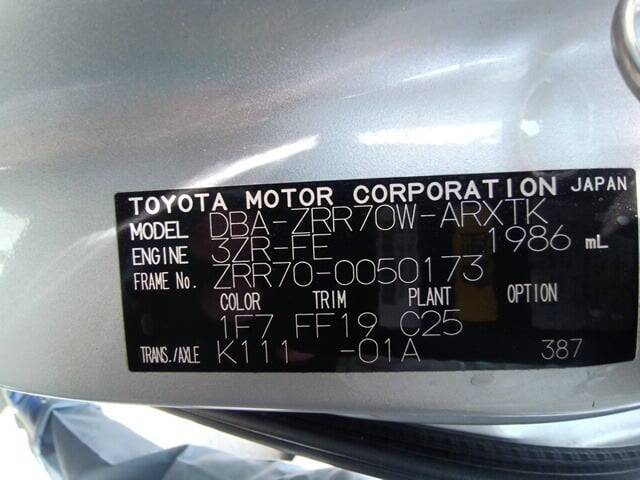 TOYOTA MOTOR CORPORATION JAPAN
MODEL DBA-ZRR70W-ARXTK
ENGINE 3ZR-FE 1986 mL
FRAME No. ZRR70-0050173
COLOR TRIM PLANT OPTION
1F7 FF19 C25
TRANS./AXLE K111 -01A 387